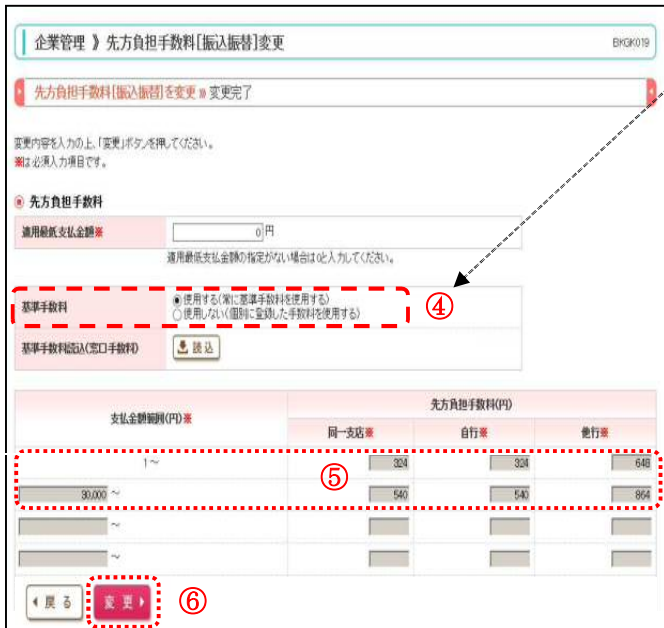 企業管理 》 先方負担手数料[振込振替]変更 BKGK019
先方負担手数料[振込振替]を変更 » 変更完了
変更内容を入力の上、「変更」ボタンを押してください。
※は必須入力項目です。
先方負担手数料
適用最低支払金額※ 0 円
適用最低支払金額の指定がない場合は0と入力してください。
基準手数料 使用する(常に基準手数料を使用する) ④
使用しない(個別に登録した手数料を使用する)
基準手数料読込(窓口手数料) 読込
支払金額範囲(円)※ 先方負担手数料(円)
同一支店※ 自行※ 他行※
1 ～ ⑤ 324 324 648
30,000 ～ 540 540 864
～
～
戻る 変更 ⑥